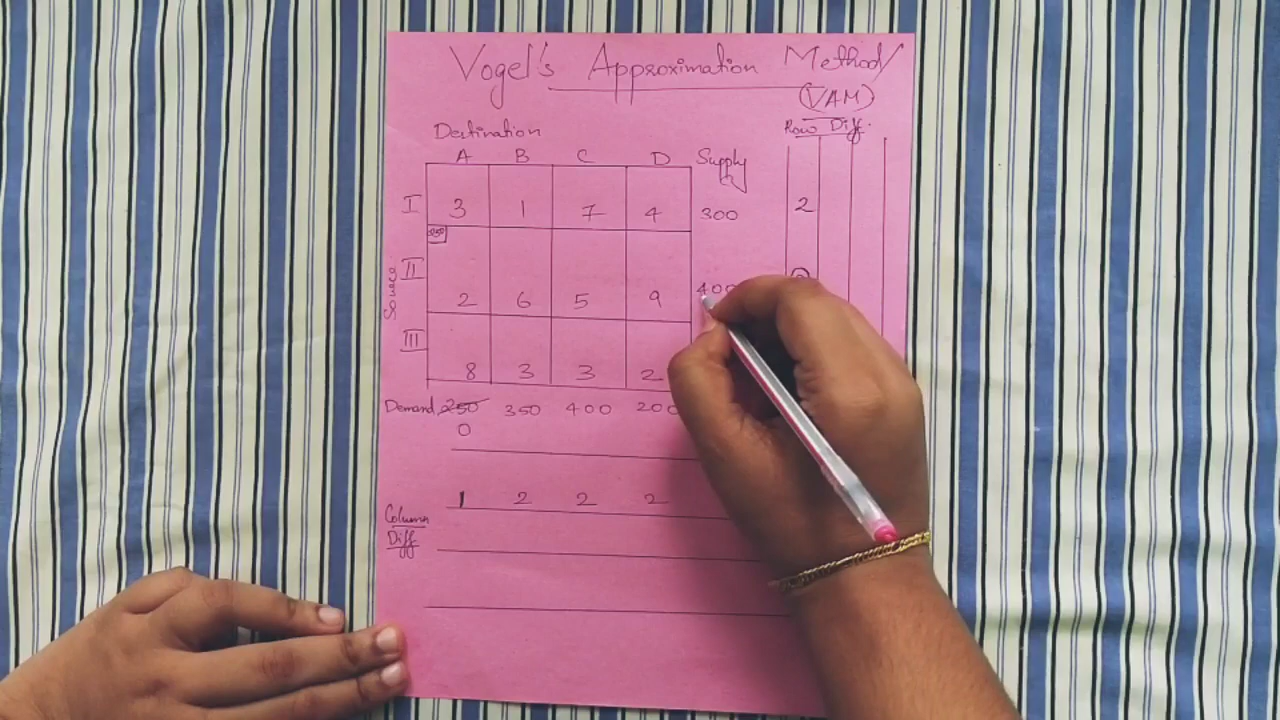 Vogel's Approximation Method
(VAM)
Destination Row Diff.
A B C D Supply
I 3 1 7 4 300 2
250
II 2 6 5 9 400
Source
III 8 3 3 2
Demand 250 350 400 200
0
1 2 2 2
Column
Diff